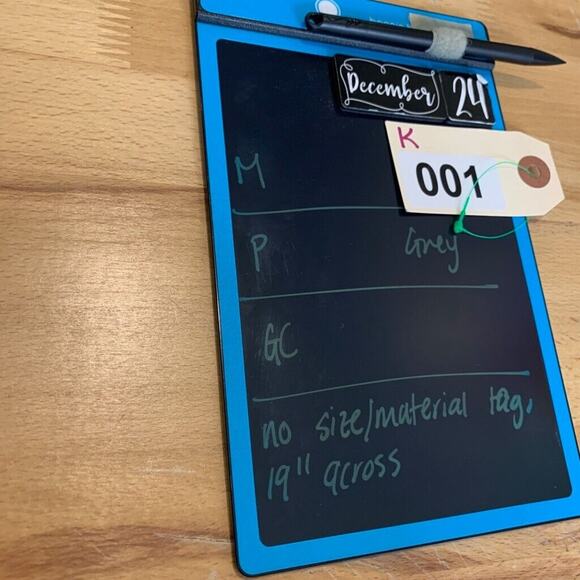 December 24
K
001
M
P Grey
GC
no size/material tag,
19" across